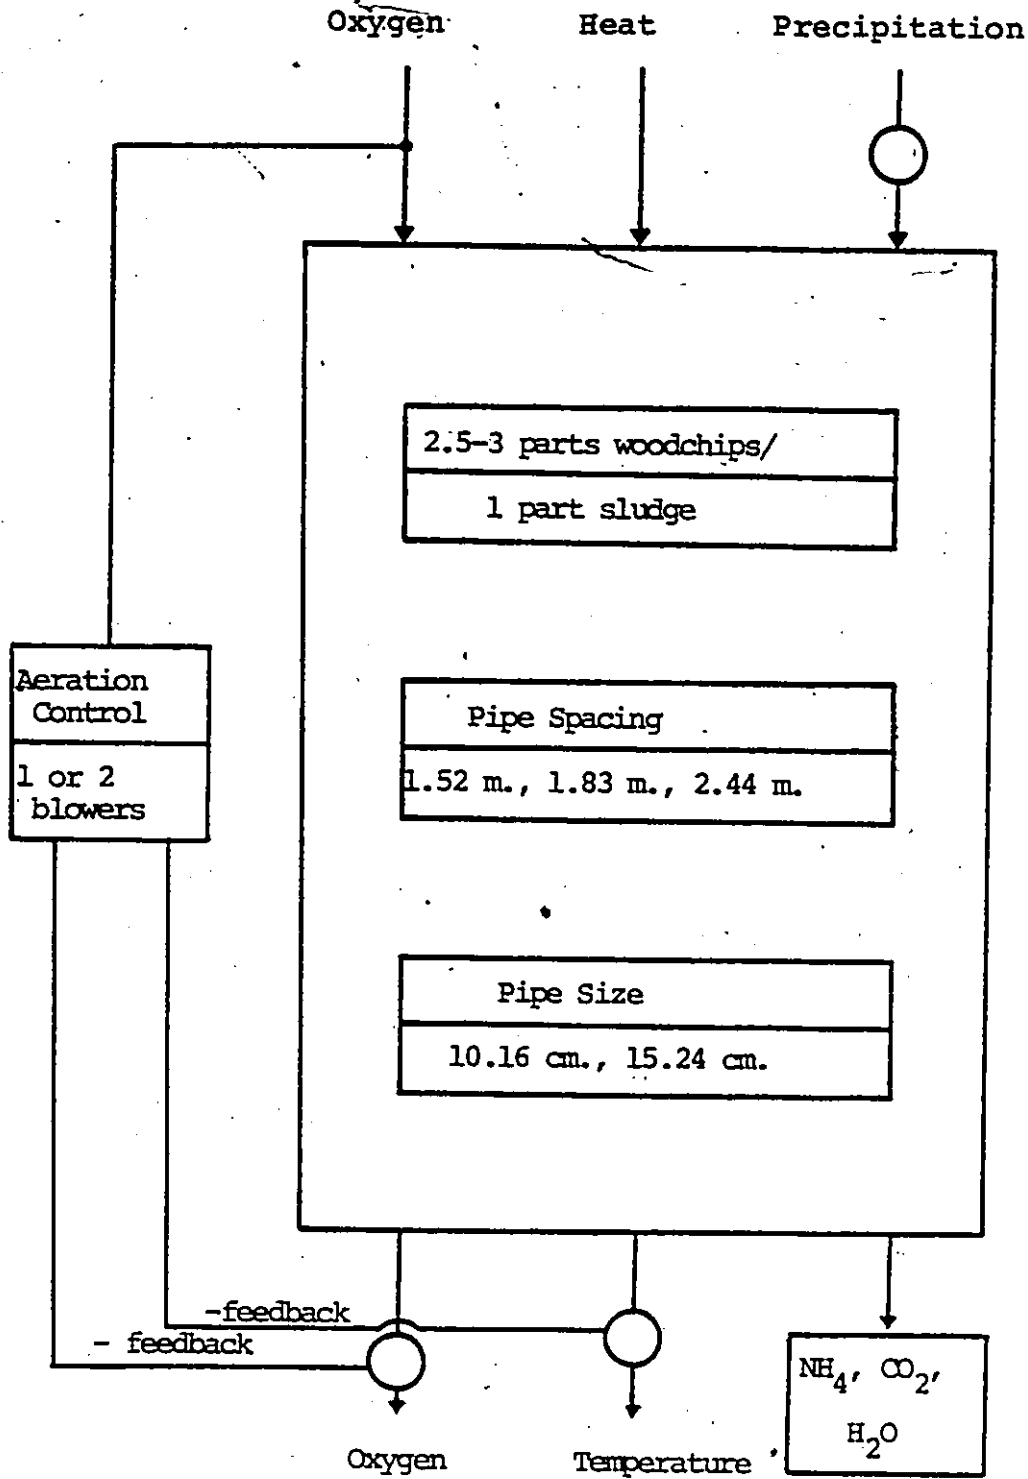 Oxygen Heat Precipitation
2.5-3 parts woodchips/
1 part sludge
Aeration
Control
1 or 2
blowers
Pipe Spacing
1.52 m., 1.83 m., 2.44 m.
Pipe Size
10.16 cm., 15.24 cm.
-feedback
- feedback
NH4, CO2,
H2O
Oxygen Temperature